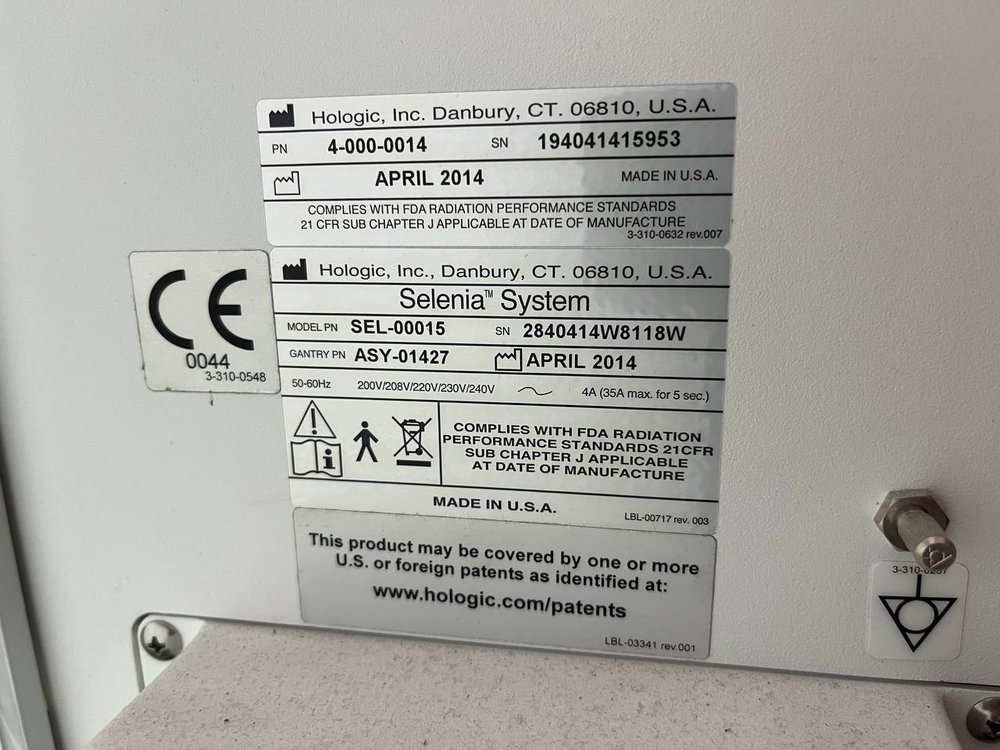 Hologic, Inc. Danbury, CT. 06810, U.S.A.
PN 4-000-0014 SN 194041415953
APRIL 2014 MADE IN U.S.A.
COMPLIES WITH FDA RADIATION PERFORMANCE STANDARDS
21 CFR SUB CHAPTER J APPLICABLE AT DATE OF MANUFACTURE
3-310-0632 rev.007
CE
0044
3-310-0548
Hologic, Inc., Danbury, CT. 06810, U.S.A.
Selenia™ System
MODEL PN SEL-00015 SN 2840414W8118W
GANTRY PN ASY-01427 APRIL 2014
50-60Hz 200V/208V/220V/230V/240V 4A (35A max. for 5 sec.)
COMPLIES WITH FDA RADIATION
PERFORMANCE STANDARDS 21CFR
SUB CHAPTER J APPLICABLE
AT DATE OF MANUFACTURE
MADE IN U.S.A.
LBL-00717 rev. 003
This product may be covered by one or more
U.S. or foreign patents as identified at:
www.hologic.com/patents
LBL-03341 rev.001